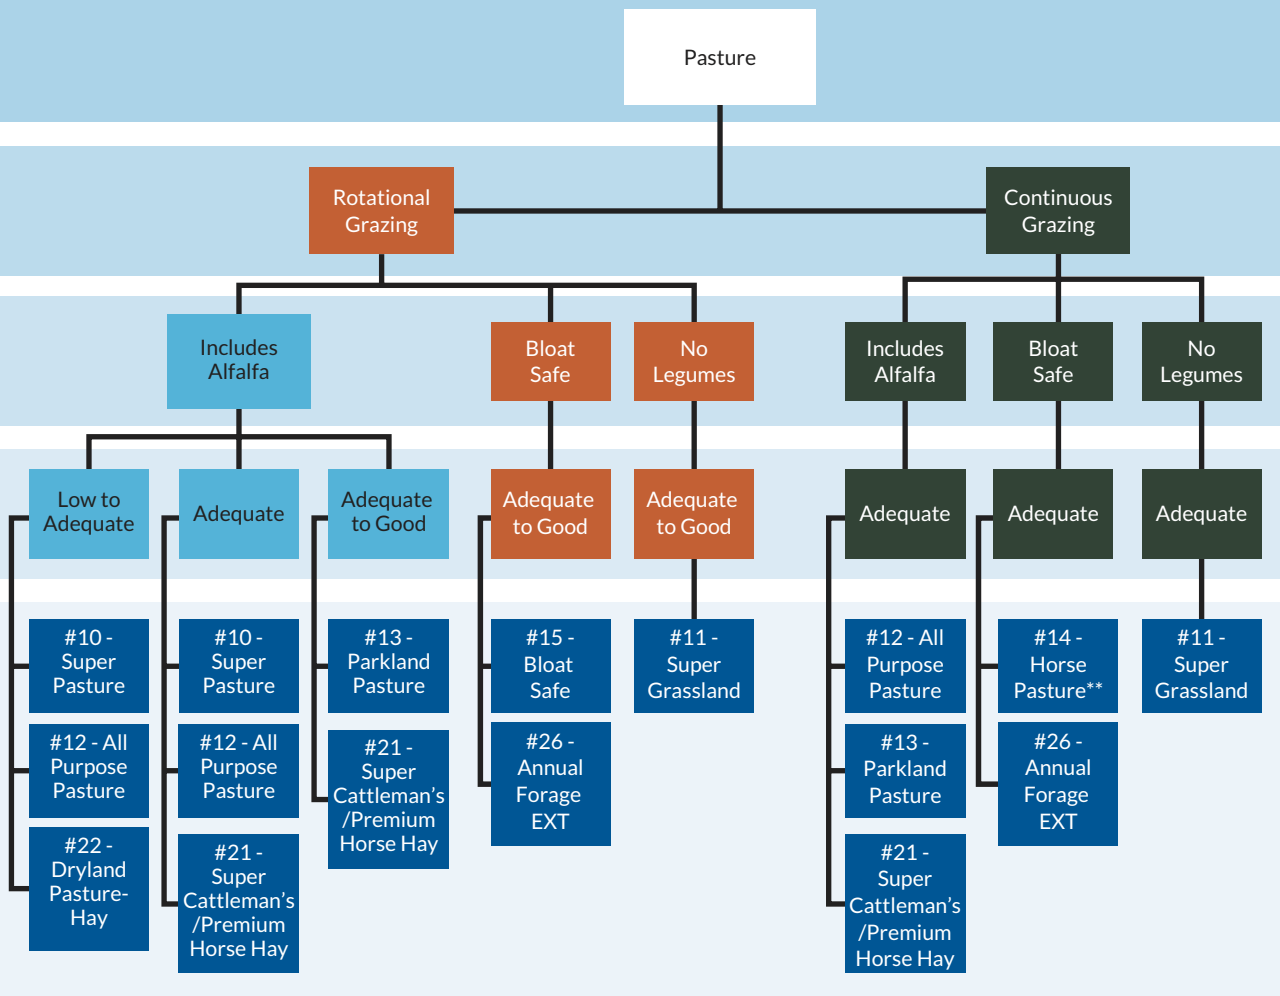 Pasture
Rotational
Grazing
Continuous
Grazing
Includes
Alfalfa
Bloat
Safe
No
Legumes
Includes
Alfalfa
Bloat
Safe
No
Legumes
Low to
Adequate
Adequate
Adequate
to Good
Adequate
to Good
Adequate
to Good
Adequate
Adequate
Adequate
#10 -
Super
Pasture
#10 -
Super
Pasture
#13 -
Parkland
Pasture
#15 -
Bloat
Safe
#11 -
Super
Grassland
#12 - All
Purpose
Pasture
#14 -
Horse
Pasture**
#11 -
Super
Grassland
#12 - All
Purpose
Pasture
#12 - All
Purpose
Pasture
#21 -
Super
Cattleman's
/Premium
Horse Hay
#26 -
Annual
Forage
EXT
#13 -
Parkland
Pasture
#26 -
Annual
Forage
EXT
#22 -
Dryland
Pasture-
Hay
#21 -
Super
Cattleman's
/Premium
Horse Hay
#21 -
Super
Cattleman's
/Premium
Horse Hay